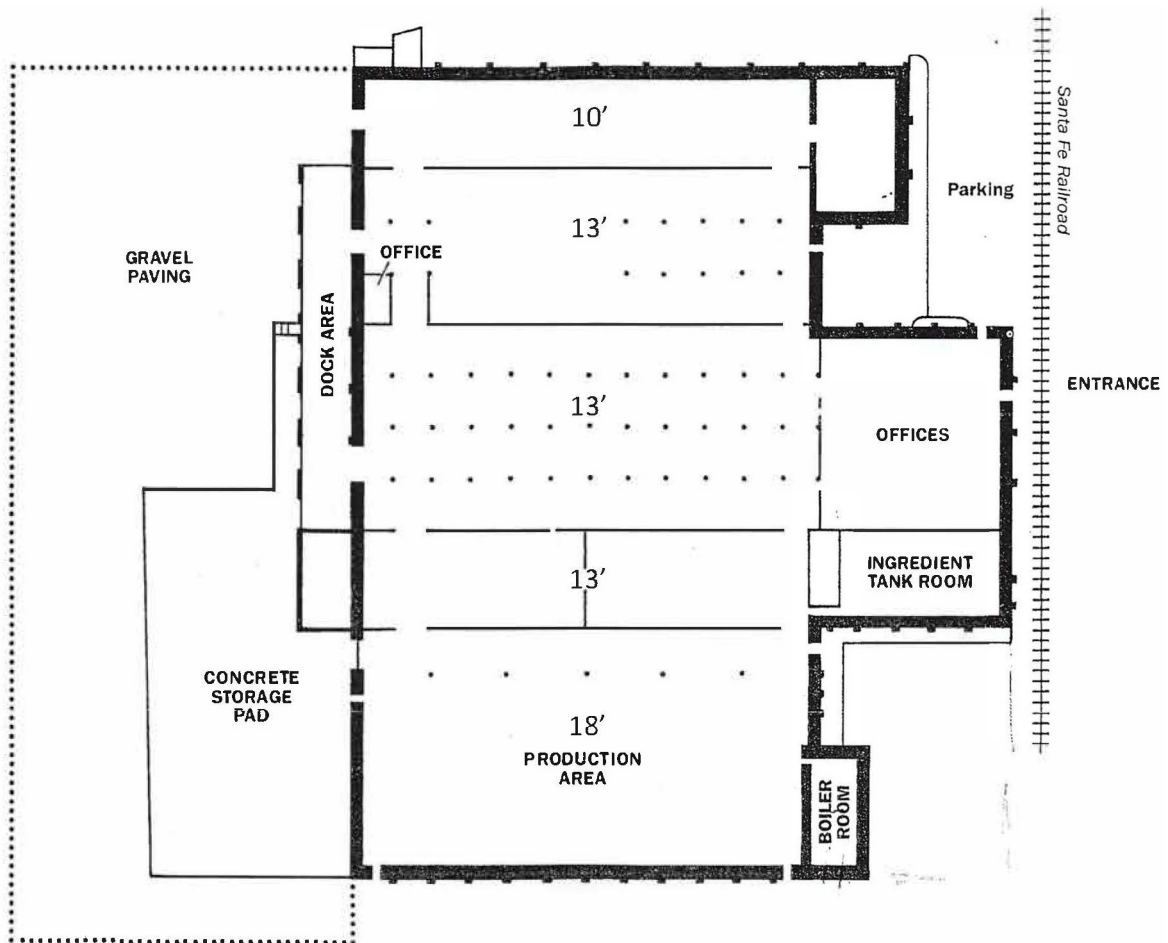 10'
Santa Fe Railroad
Parking
13'
OFFICE
GRAVEL
PAVING
DOCK AREA
ENTRANCE
13'
OFFICES
INGREDIENT
TANK ROOM
13'
CONCRETE
STORAGE
PAD
18'
PRODUCTION
AREA
BOILER
ROOM